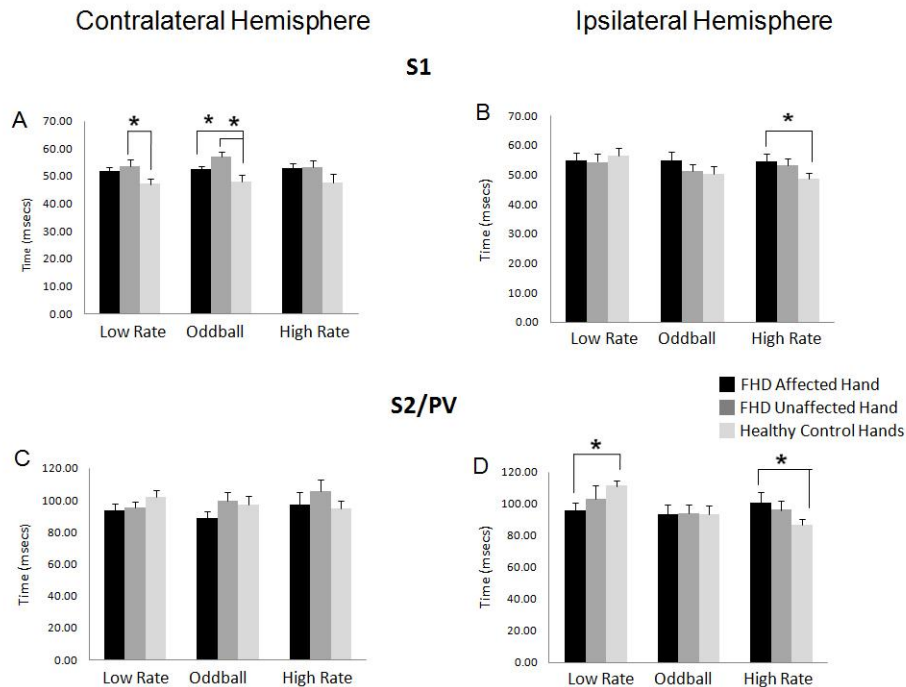 Contralateral Hemisphere
Ipsilateral Hemisphere
S1
A
Time (msecs)
70.00
60.00
50.00
40.00
30.00
20.00
10.00
0.00
*
*
*
Low Rate
Oddball
High Rate
B
Time (msecs)
70.00
60.00
50.00
40.00
30.00
20.00
10.00
0.00
*
Low Rate
Oddball
High Rate
S2/PV
FHD Affected Hand
FHD Unaffected Hand
Healthy Control Hands
C
Time (msecs)
120.00
100.00
80.00
60.00
40.00
20.00
0.00
Low Rate
Oddball
High Rate
D
Time (msecs)
120.00
100.00
80.00
60.00
40.00
20.00
0.00
*
*
Low Rate
Oddball
High Rate